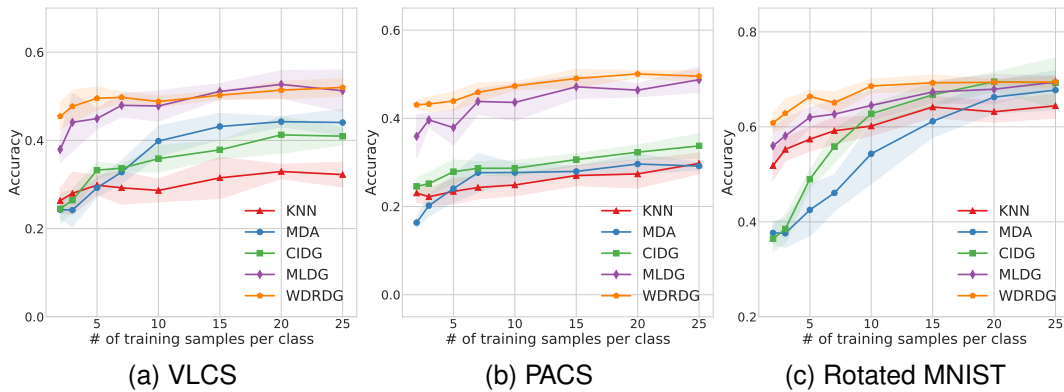 Accuracy
0.6
0.4
0.2
0.0
5 10 15 20 25
# of training samples per class
KNN
MDA
CIDG
MLDG
WDRDG
(a) VLCS
Accuracy
0.6
0.4
0.2
0.0
5 10 15 20 25
# of training samples per class
KNN
MDA
CIDG
MLDG
WDRDG
(b) PACS
Accuracy
0.8
0.6
0.4
0.2
5 10 15 20 25
# of training samples per class
KNN
MDA
CIDG
MLDG
WDRDG
(c) Rotated MNIST